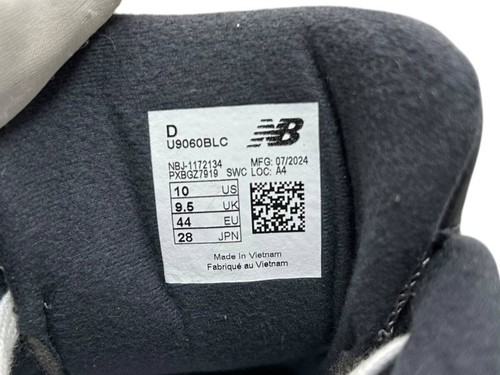 D
U9060BLC
NB
NBJ-1172134 MFG: 07/2024
PXBGZ7919 SWC LOC: A4
10 US
9.5 UK
44 EU
28 JPN
Made In Vietnam
Fabriqué au Vietnam